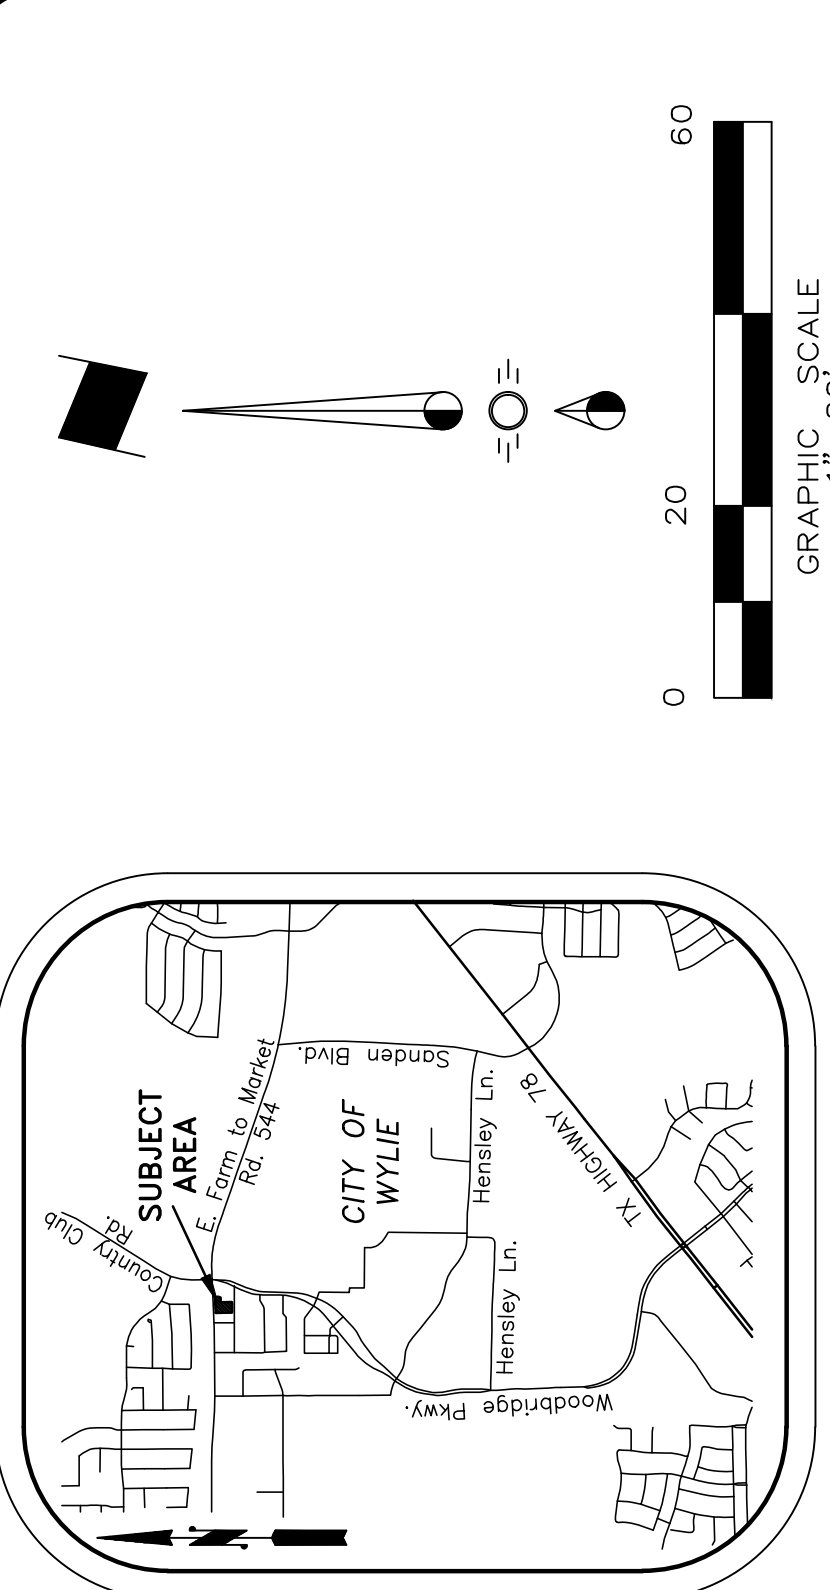 60
20
0
GRAPHIC SCALE
Country Club
Rd.
SUBJECT
AREA
E. Farm to Market
Rd. 544
CITY OF
WYLIE
Sanden Blvd.
Hensley Ln.
Hensley Ln.
TX HIGHWAY 78
Woodbridge Pkwy.